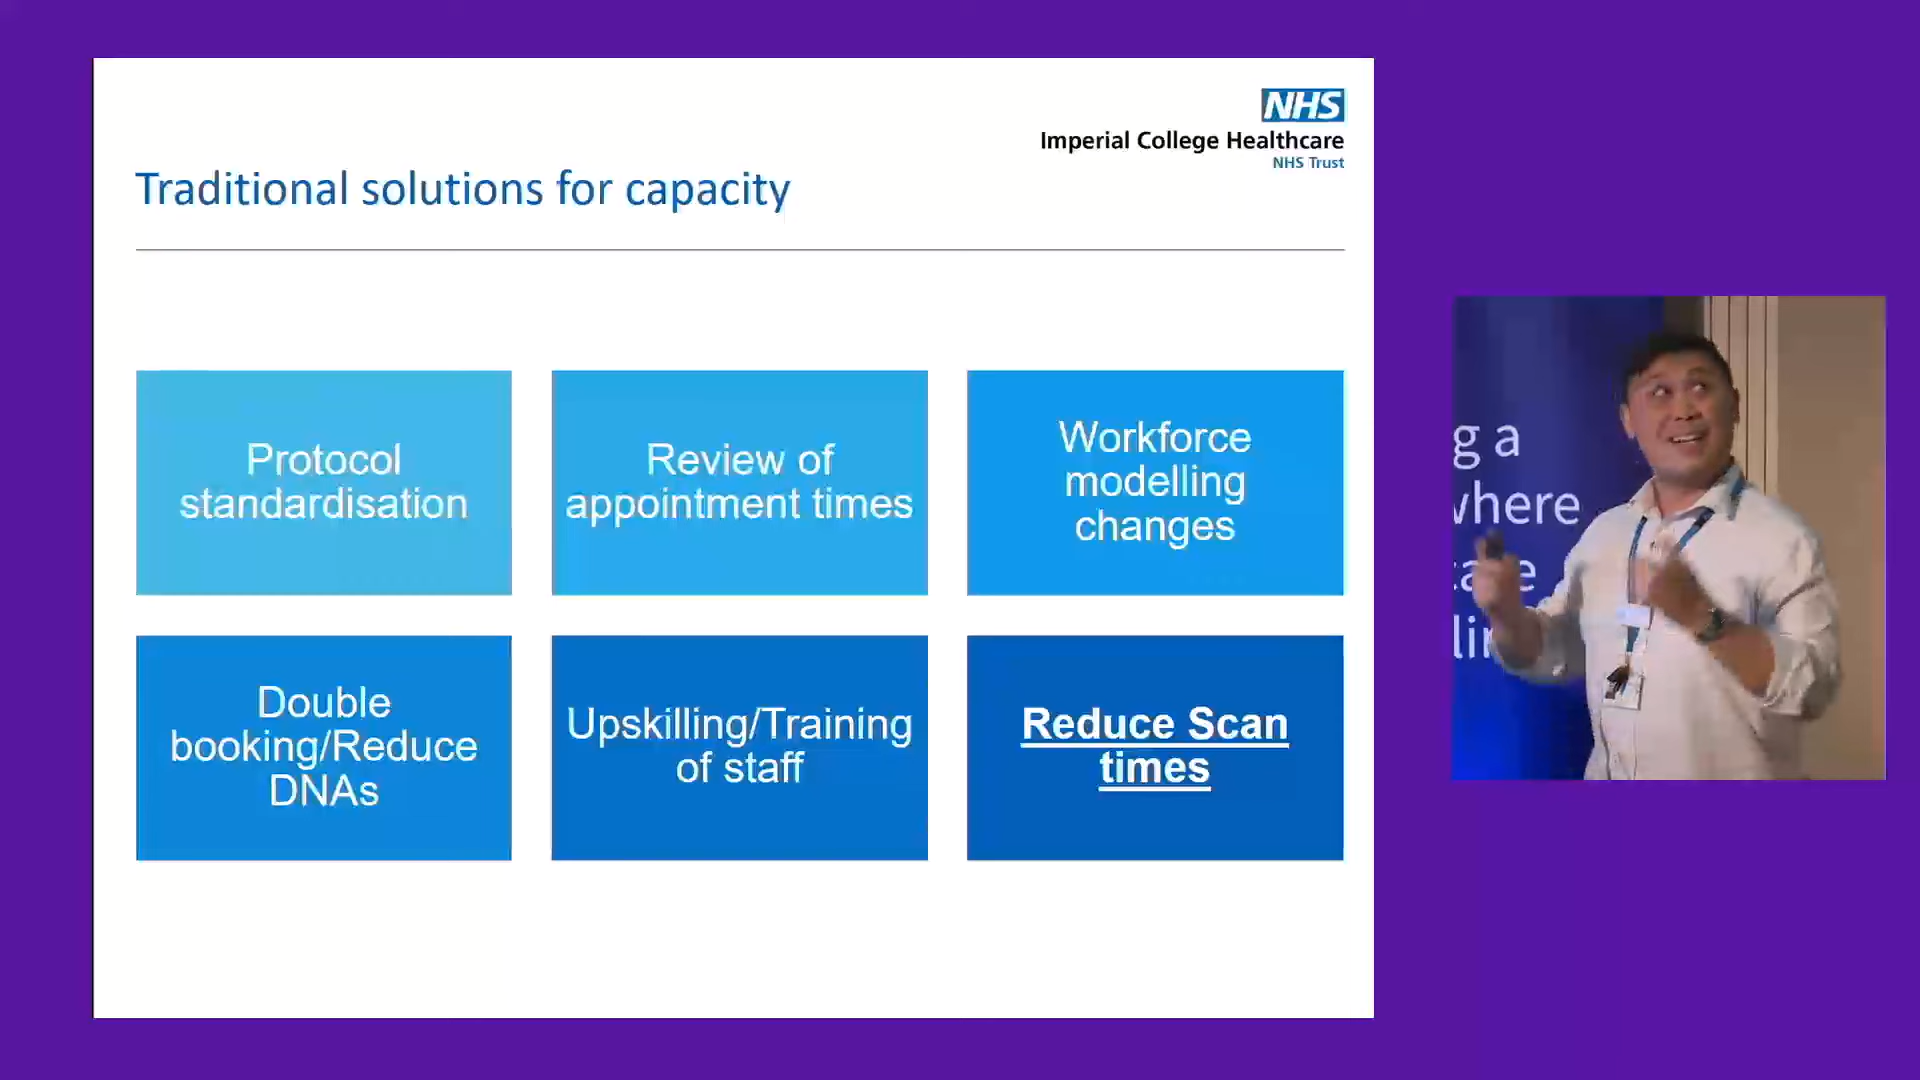 NHS
Imperial College Healthcare
NHS Trust
Traditional solutions for capacity
Protocol
standardisation
Review of
appointment times
Workforce
modelling
changes
Double
booking/Reduce
DNAs
Upskilling/Training
of staff
Reduce Scan
times
g a
where